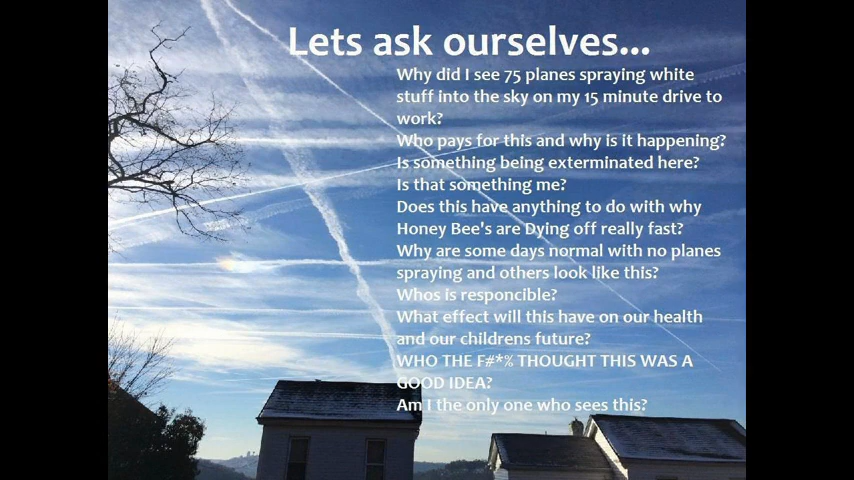 Lets ask ourselves...
Why did I see 75 planes spraying white
stuff into the sky on my 15 minute drive to
work?
Who pays for this and why is it happening?
Is something being exterminated here?
Is that something me?
Does this have anything to do with why
Honey Bee's are Dying off really fast?
Why are some days normal with no planes
spraying and others look like this?
Whos is responcible?
What effect will this have on our health
and our childrens future?
WHO THE F#*% THOUGHT THIS WAS A
GOOD IDEA?
Am I the only one who sees this?